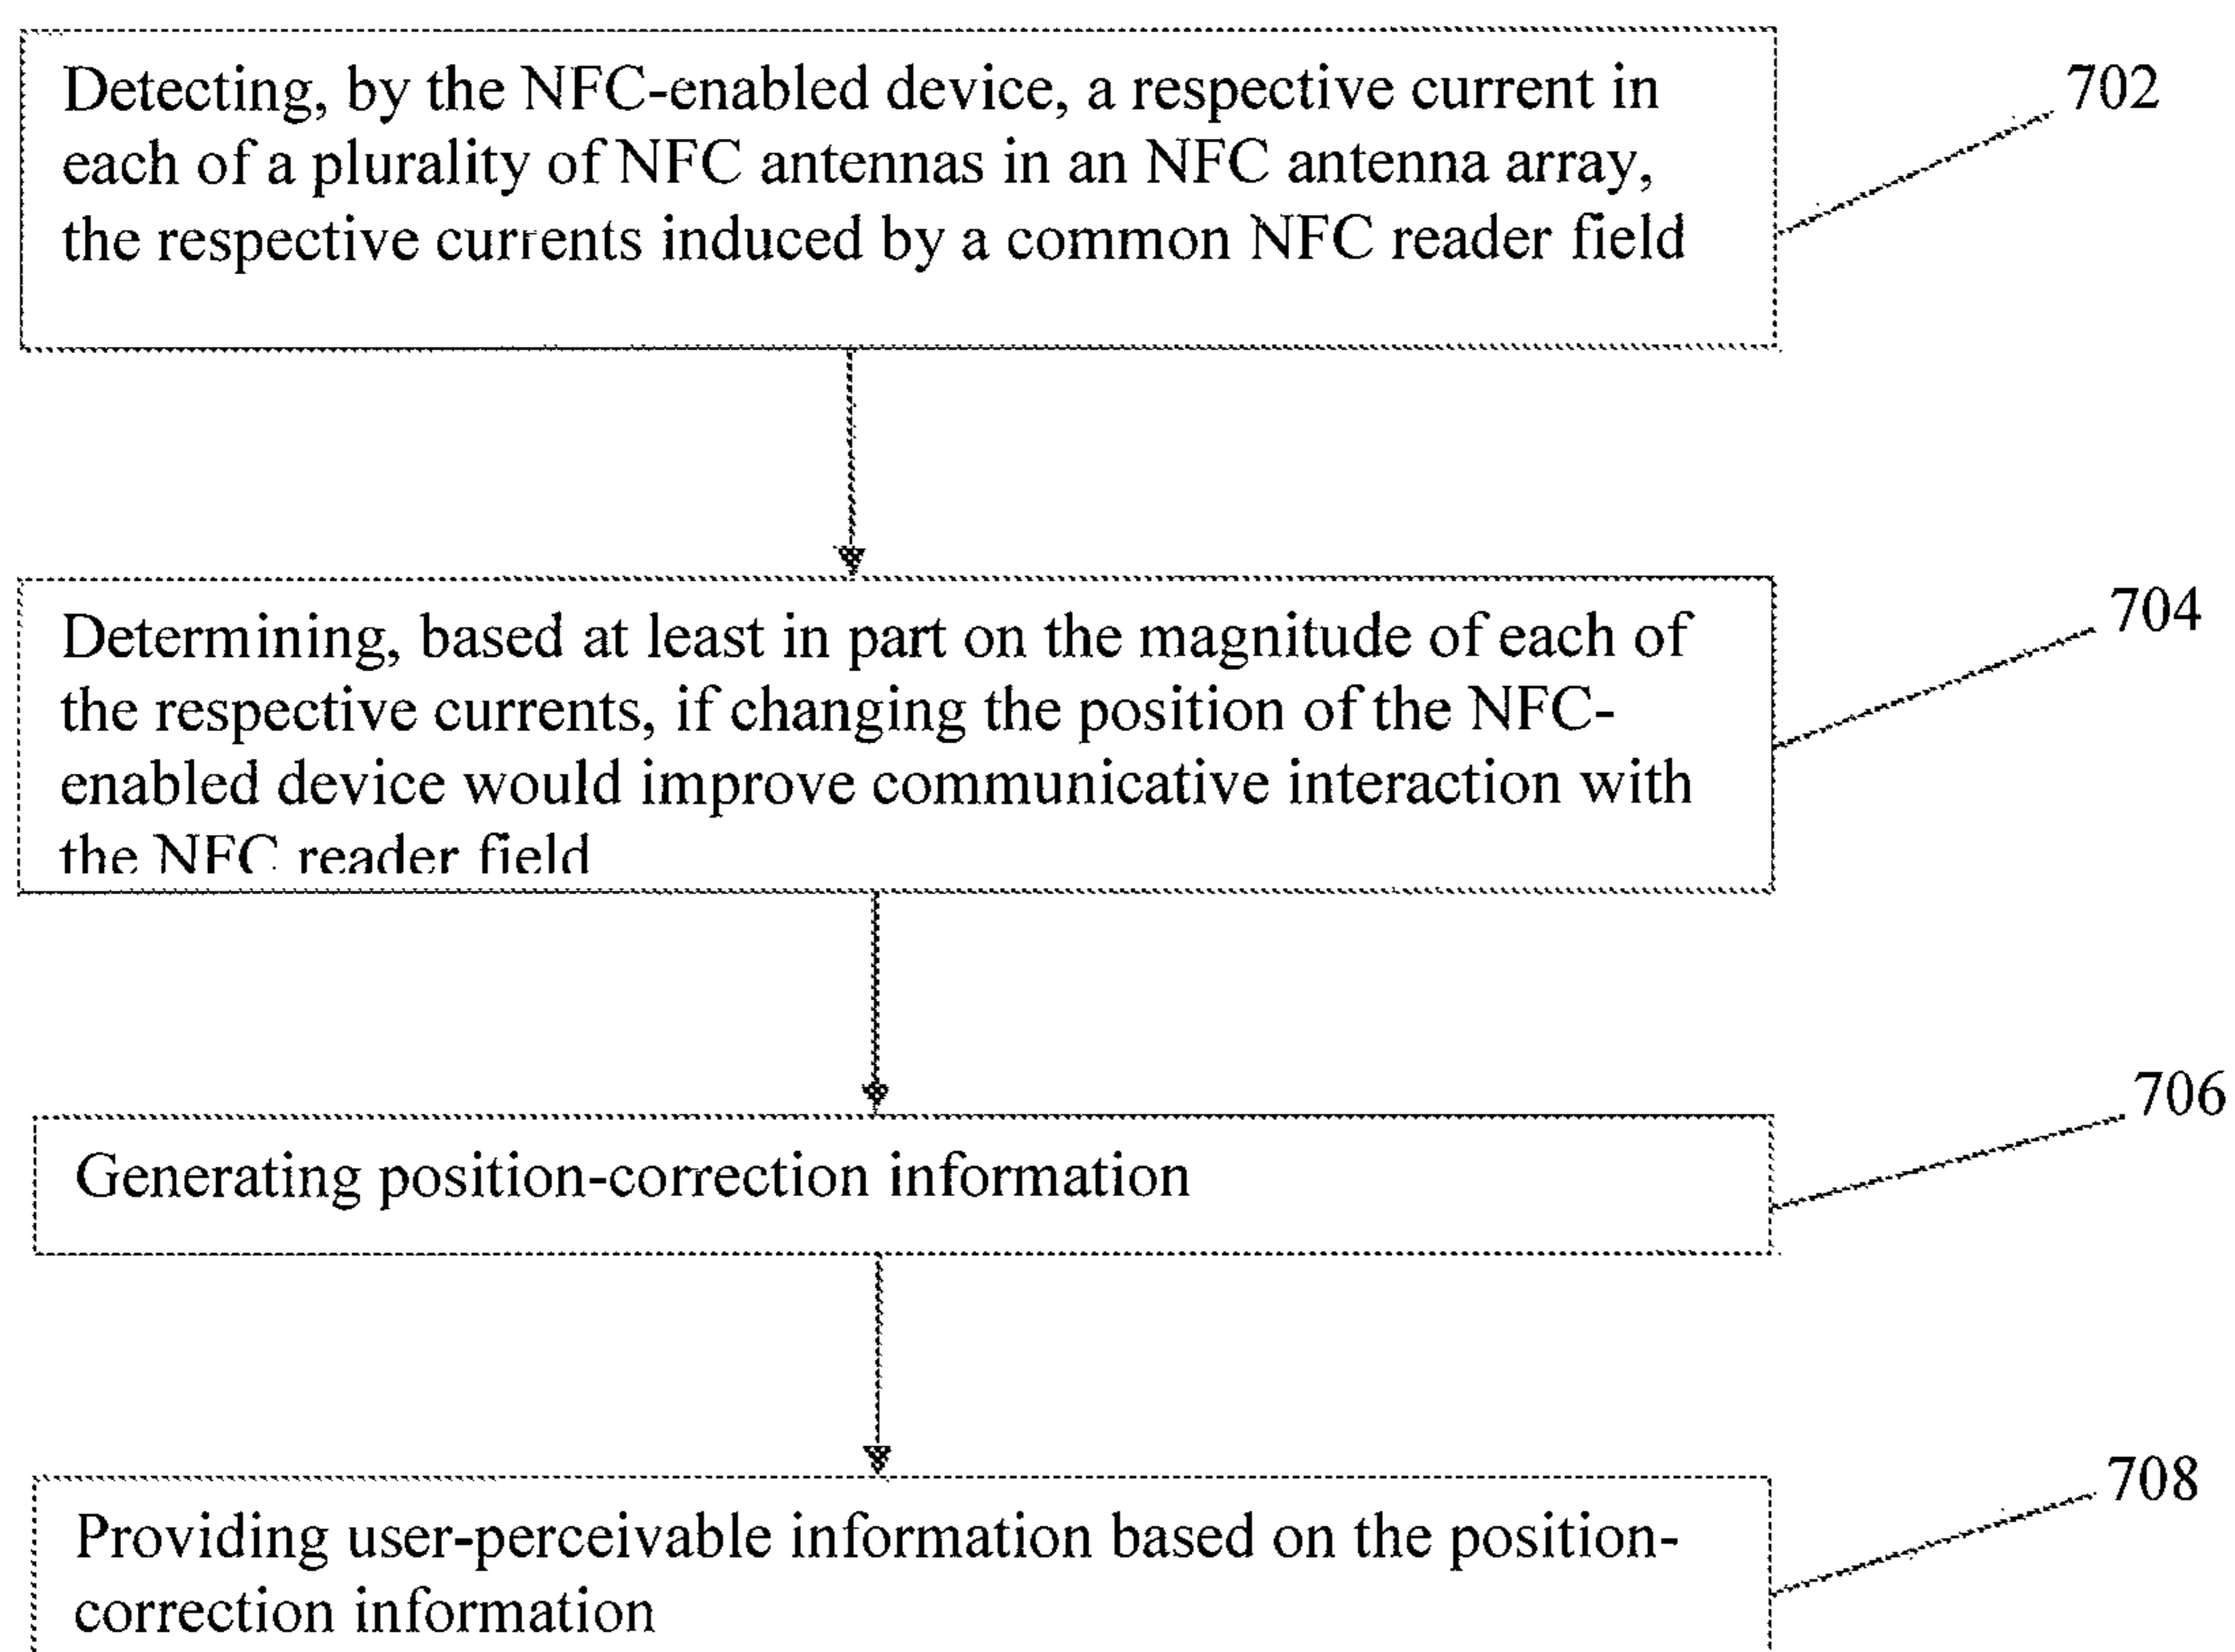 Detecting, by the NFC-enabled device, a respective current in
each of a plurality of NFC antennas in an NFC antenna array,
the respective currents induced by a common NFC reader field
702
Determining, based at least in part on the magnitude of each of
the respective currents, if changing the position of the NFC-
enabled device would improve communicative interaction with
the NFC reader field
704
Generating position-correction information
706
Providing user-perceivable information based on the position-
correction information
708